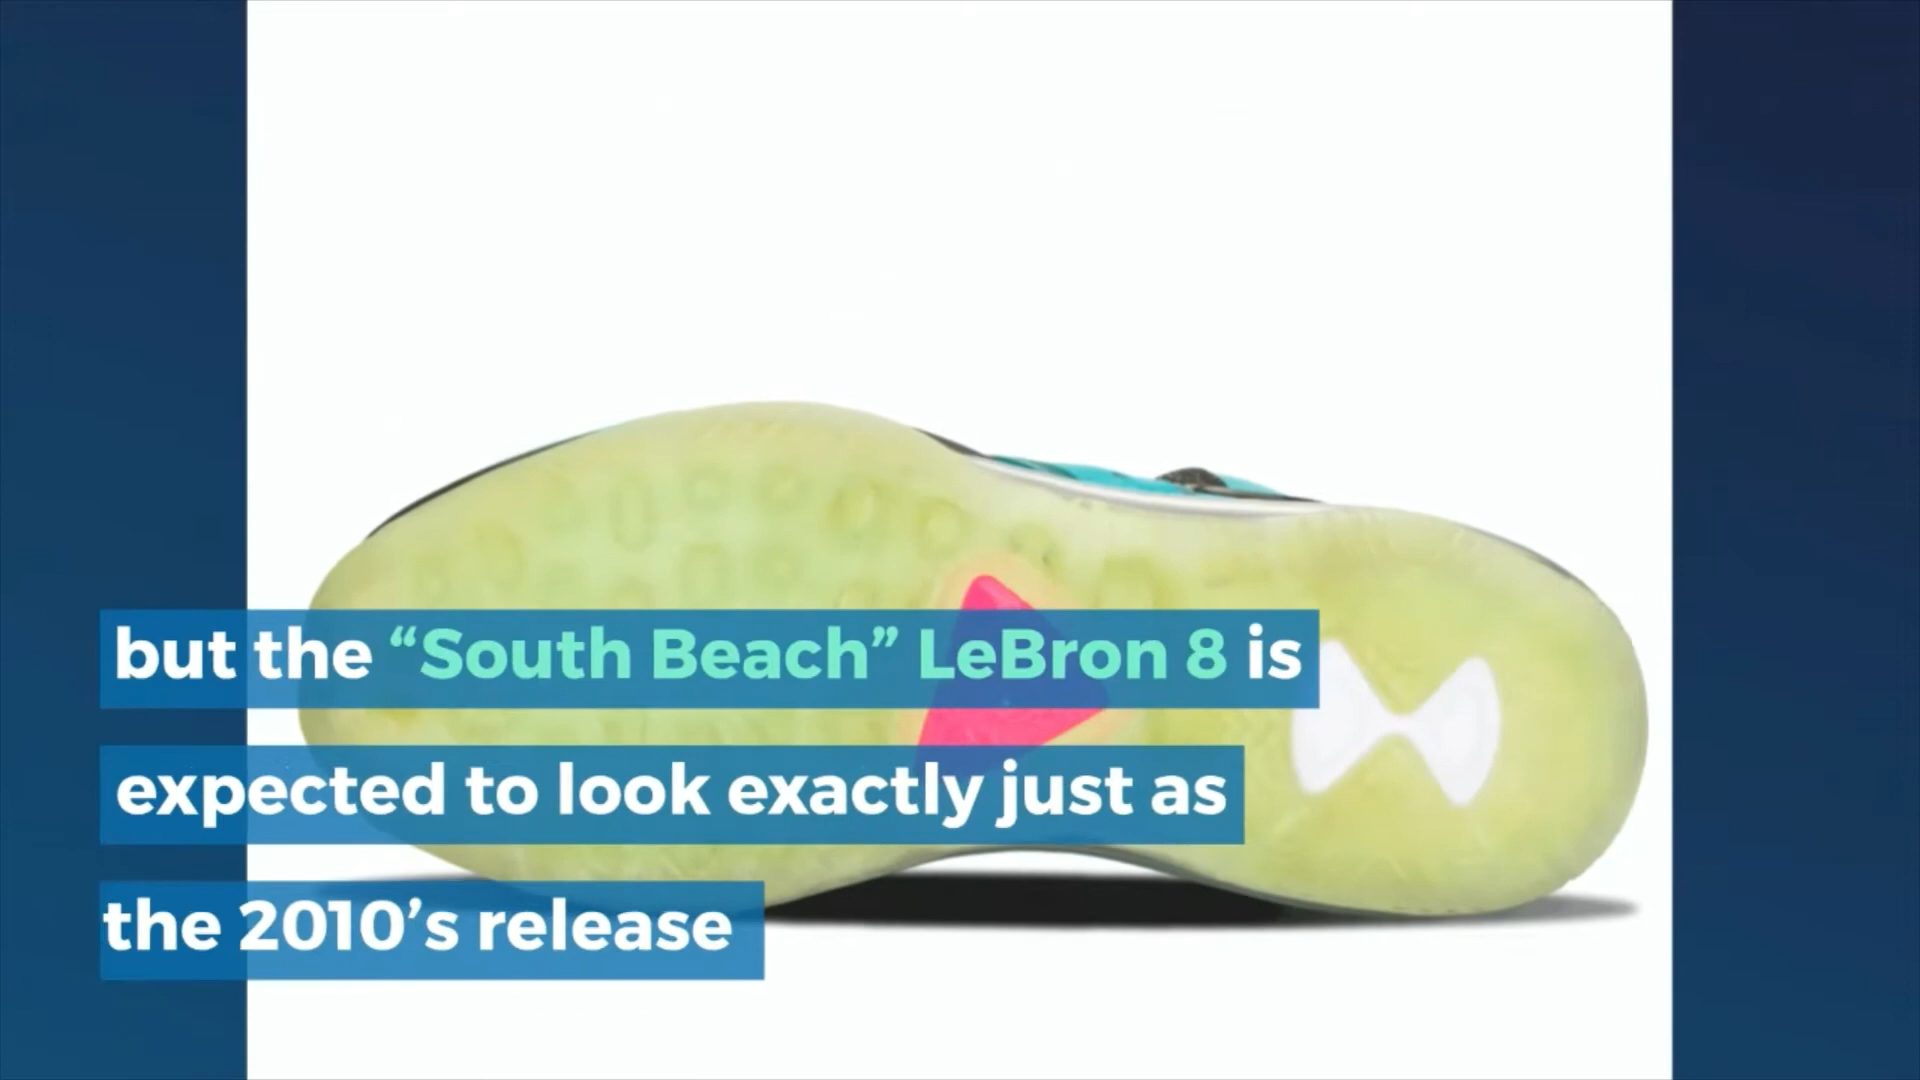 but the “South Beach” LeBron 8 is
expected to look exactly just as
the 2010’s release